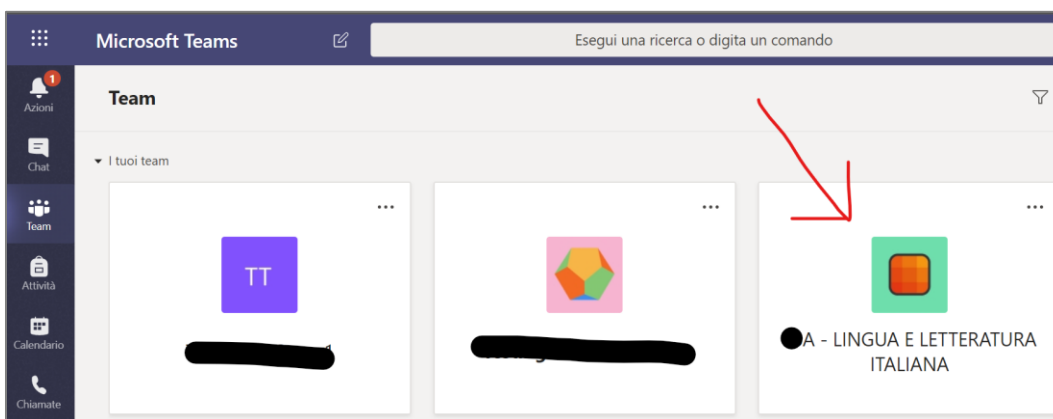 Microsoft Teams
Esegui una ricerca o digita un comando
1
Azioni
Team
Chat
I tuoi team
Team
TT
Attività
Calendario
A - LINGUA E LETTERATURA
ITALIANA
Chiamate